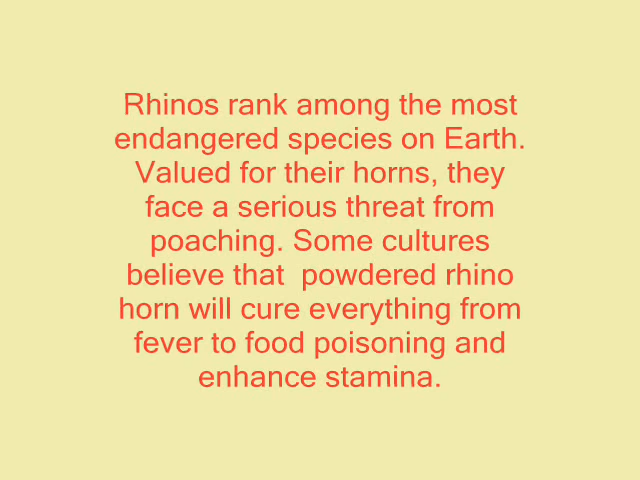 Rhinos rank among the most
endangered species on Earth.
Valued for their horns, they
face a serious threat from
poaching. Some cultures
believe that  powdered rhino
horn will cure everything from
fever to food poisoning and
enhance stamina.